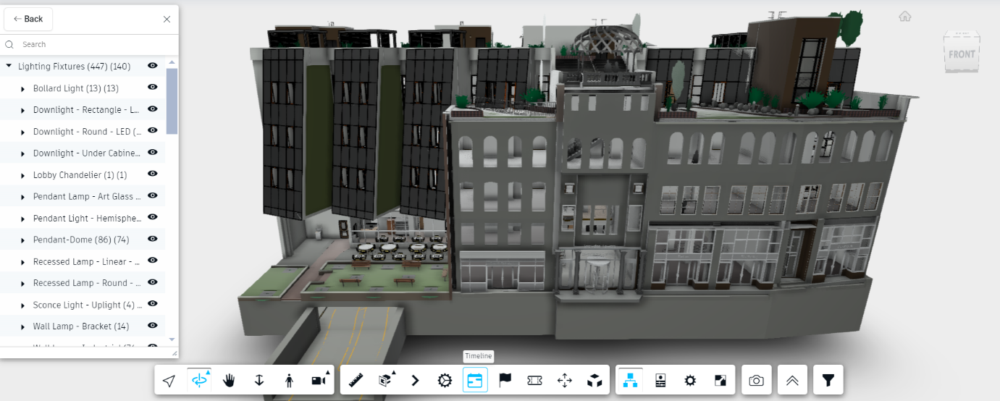 Back
Search
Lighting Fixtures (447) (140)
Bollard Light (13) (13)
Downlight - Rectangle - L...
Downlight - Round - LED (...
Downlight - Under Cabine...
Lobby Chandelier (1) (1)
Pendant Lamp - Art Glass ...
Pendant Light - Hemisphe...
Pendant-Dome (86) (74)
Recessed Lamp - Linear - ...
Recessed Lamp - Round - ...
Sconce Light - Uplight (4) ...
Wall Lamp - Bracket (14)
FRONT
Timeline